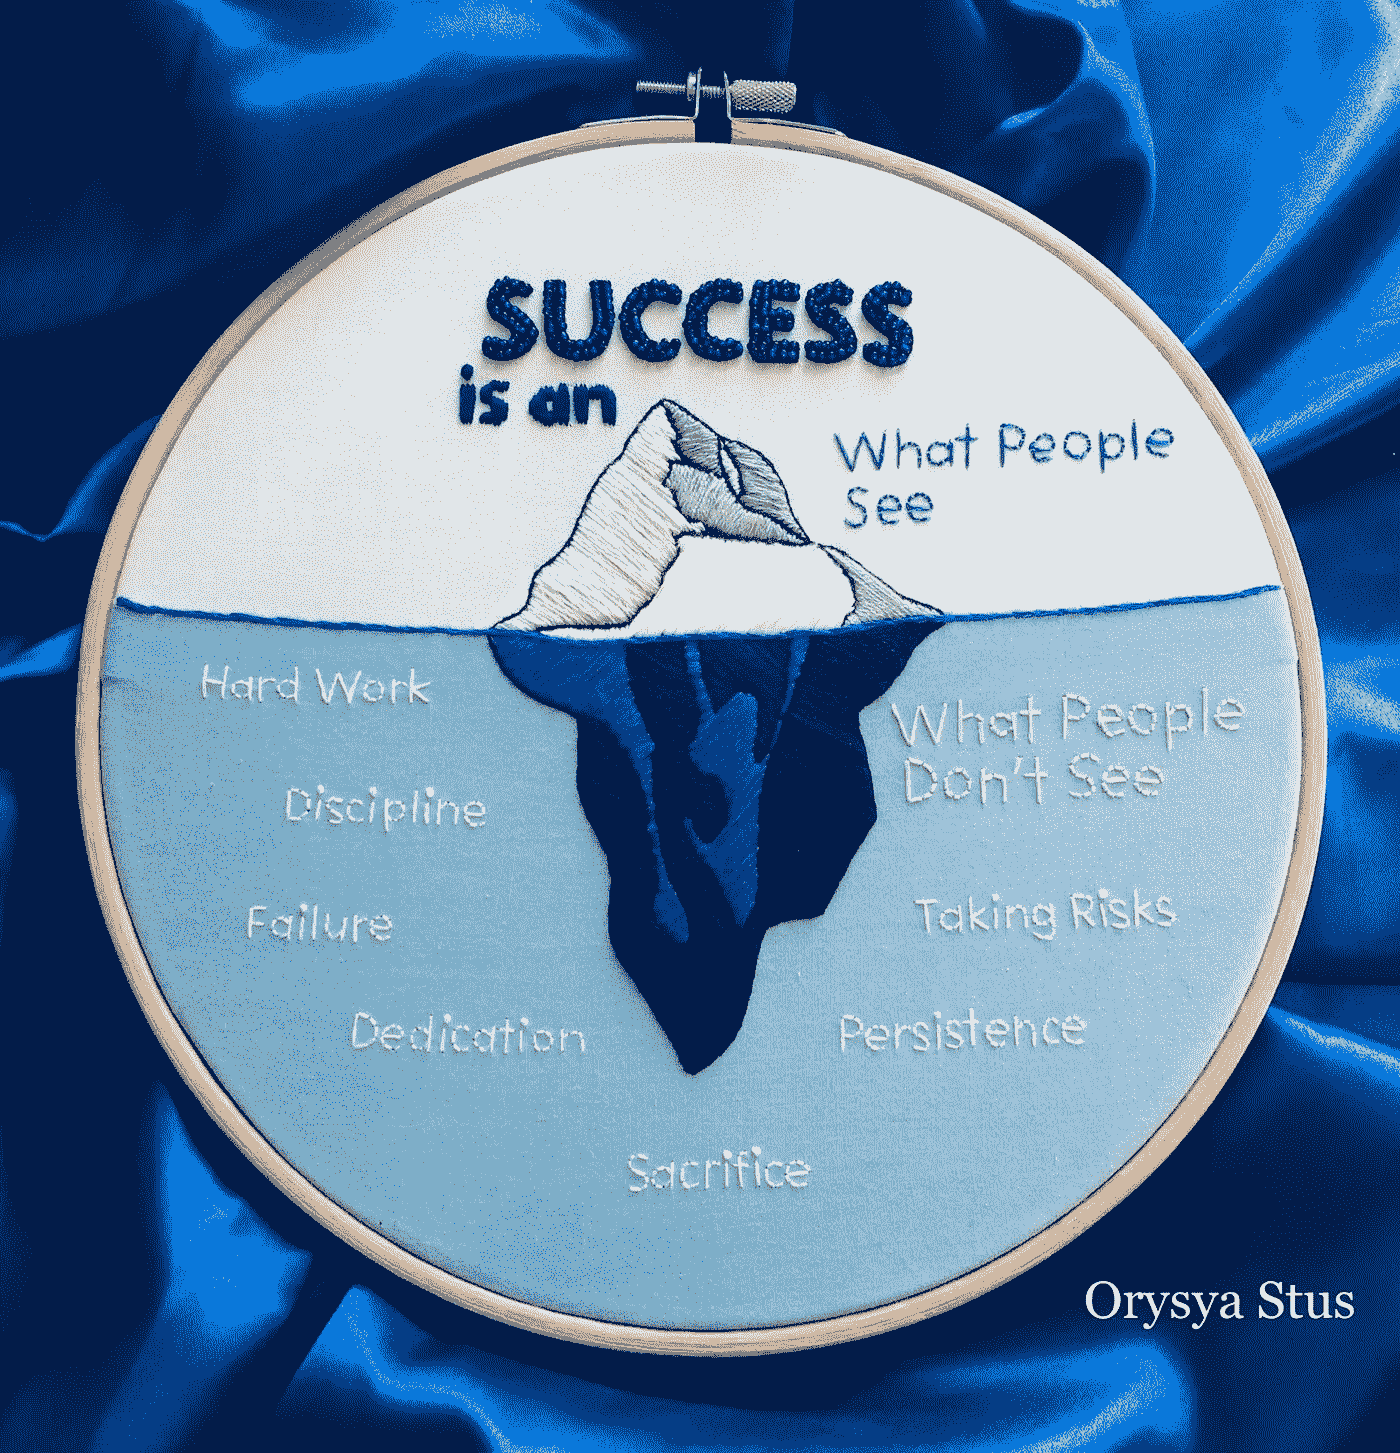 SUCCESS
is an
What People
See
Hard Work
What People
Don't See
Discipline
Failure
Taking Risks
Dedication
Persistence
Sacrifice
Orysya Stus